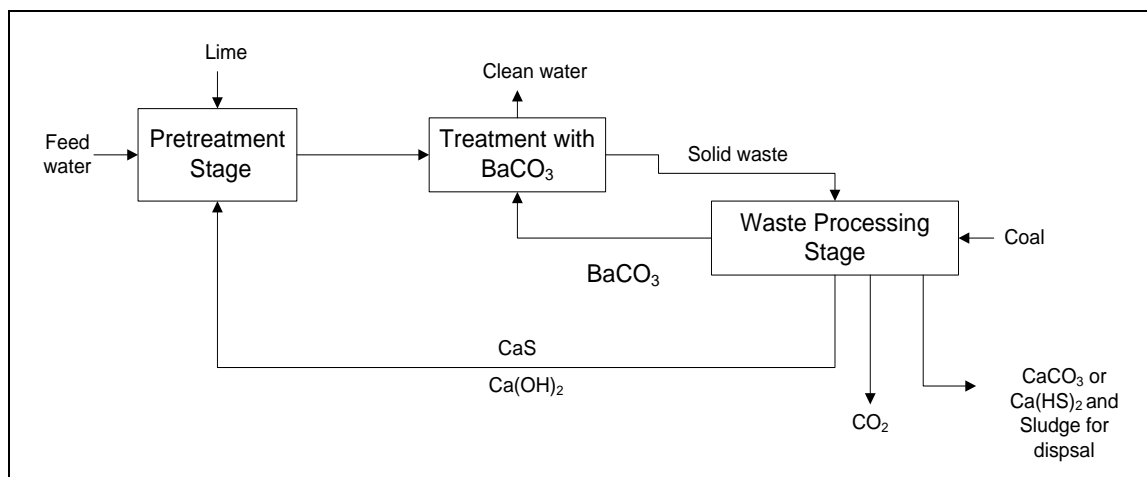 Lime
Feed
water
Pretreatment
Stage
Clean water
Treatment with
BaCO₃
Solid waste
Waste Processing
Stage
Coal
BaCO₃
CaS
Ca(OH)₂
CO₂
CaCO₃ or
Ca(HS)₂ and
Sludge for
dispsal